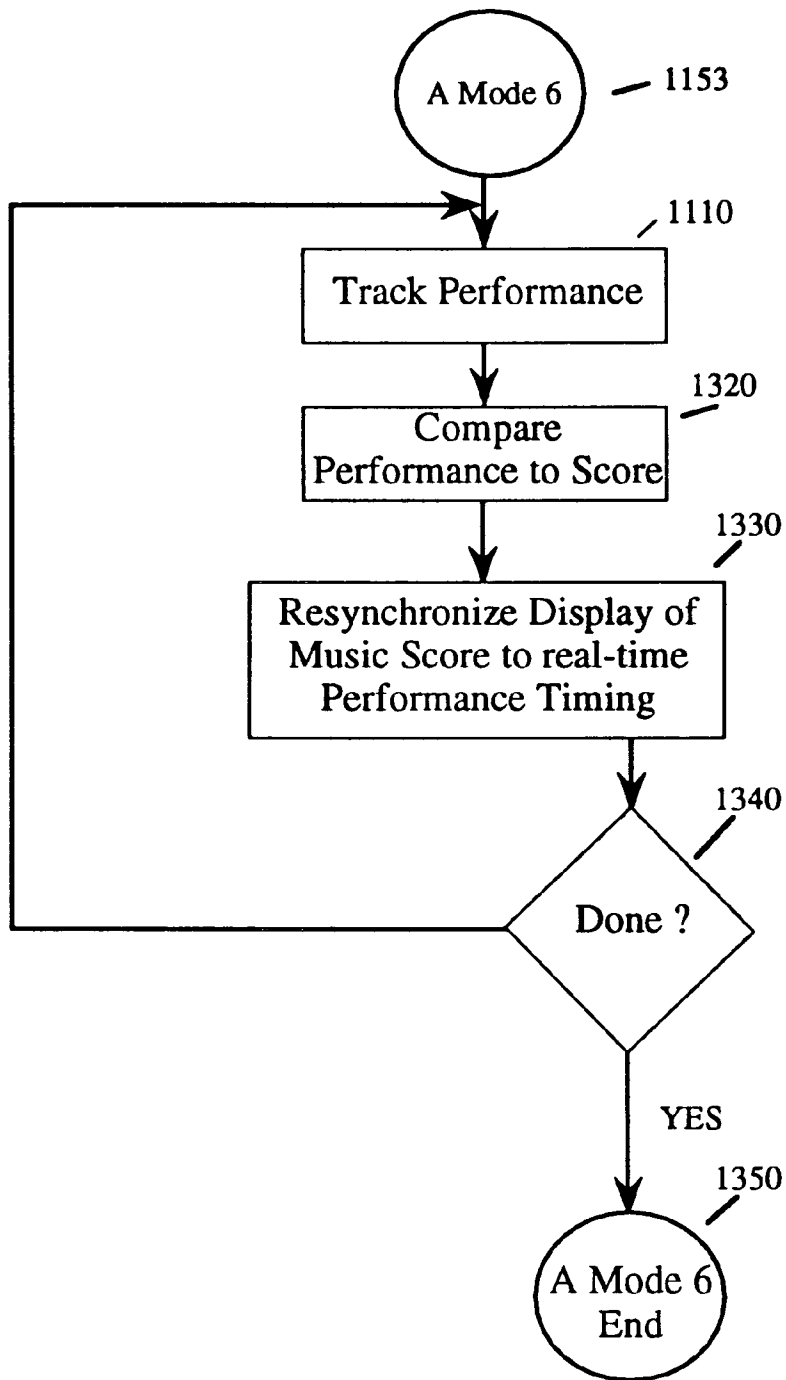 A Mode 6
1153
1110
Track Performance
1320
Compare
Performance to Score
1330
Resynchronize Display of
Music Score to real-time
Performance Timing
1340
Done ?
YES
1350
A Mode 6
End